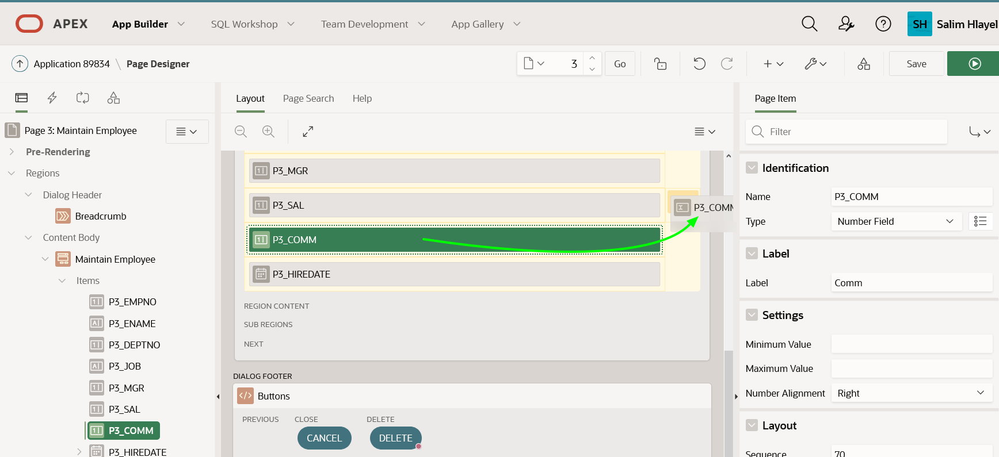 APEX
App Builder
SQL Workshop
Team Development
App Gallery
SH
Salim Hlayel
Application 89834
Page Designer
3
Go
Save
Layout
Page Search
Help
Page Item
Page 3: Maintain Employee
Filter
Pre-Rendering
Regions
Dialog Header
Breadcrumb
Content Body
Maintain Employee
Items
P3_EMPNO
P3_ENAME
P3_DEPTNO
P3_JOB
P3_MGR
P3_SAL
P3_COMM
P3_HIREDATE
P3_MGR
P3_SAL
P3_COMM
P3_COMM
P3_HIREDATE
REGION CONTENT
SUB REGIONS
NEXT
DIALOG FOOTER
Buttons
PREVIOUS
CLOSE
DELETE
CANCEL
DELETE
Identification
Name
P3_COMM
Type
Number Field
Label
Label
Comm
Settings
Minimum Value
Maximum Value
Number Alignment
Right
Layout
Sequence
70